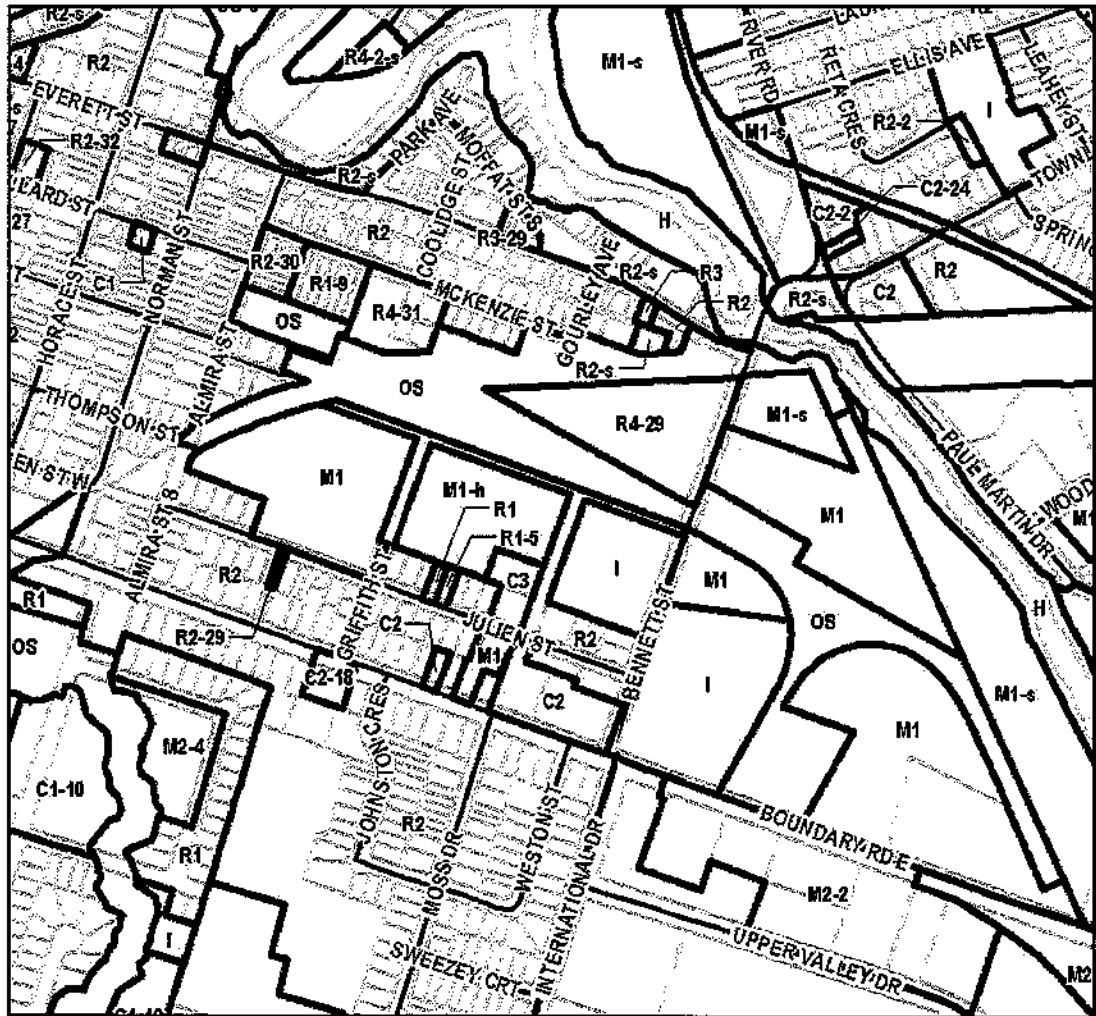 R2-s
R4-2-s
M1-s
RIVER RD
ELLIS AVE
RETA CRES
LEAHEY ST
R2
EVERETT ST
R2-32
PARK AVE
MOFFAT ST
R2-s
M1-s
R2-2
I
C2-24
C2-2
COOLIDGE ST
R2
R3-29
H
C1
NORMAN ST
HORACE ST
R2-30
R1-9
R4-31
MCKENZIE ST
GOURLEY AVE
R2-s
R3
R2
R2-s
R2-s
C2
R2
OS
ALMIRA ST
THOMPSON ST
OS
R4-29
M1-s
M1
M1-h
R1
R1-5
C3
I
M1
M1
PAUL MARTIN DR
H
ALMIRA ST S
R2
R2-29
GRIFFITH ST
C2
JULIEN ST
M1
R2
BENNETT ST
OS
R1
OS
C2-18
C2
I
M1
M1-s
M2-4
C1-10
JOHNSTON CRES
R2
MOSS DR
WESTON ST
INTERNATIONAL DR
BOUNDARY RD E
R1
M2-2
I
SWEEZEY CRT
UPPER VALLEY DR
M2